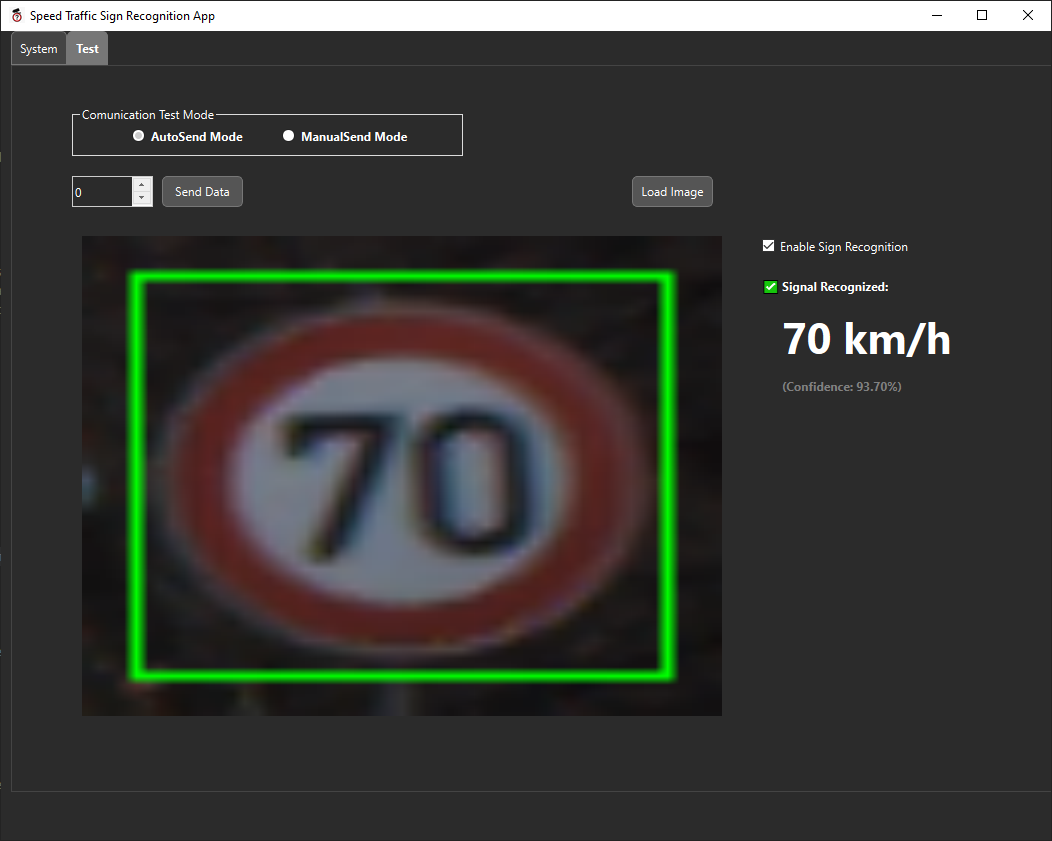 Speed Traffic Sign Recognition App
System Test
Comunication Test Mode
AutoSend Mode ManualSend Mode
0 Send Data Load Image
Enable Sign Recognition
Signal Recognized:
70 km/h
(Confidence: 93.70%)
70